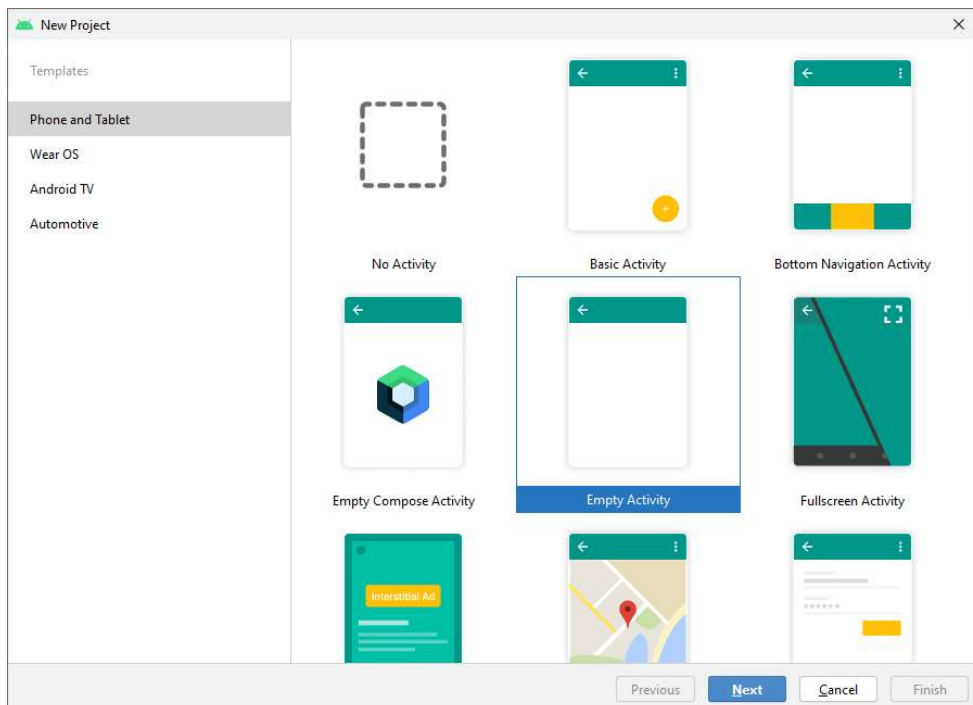 New Project
Templates
Phone and Tablet
Wear OS
Android TV
Automotive
No Activity
Basic Activity
Bottom Navigation Activity
Empty Compose Activity
Empty Activity
Fullscreen Activity
Interstitial Ad
Previous
Next
Cancel
Finish